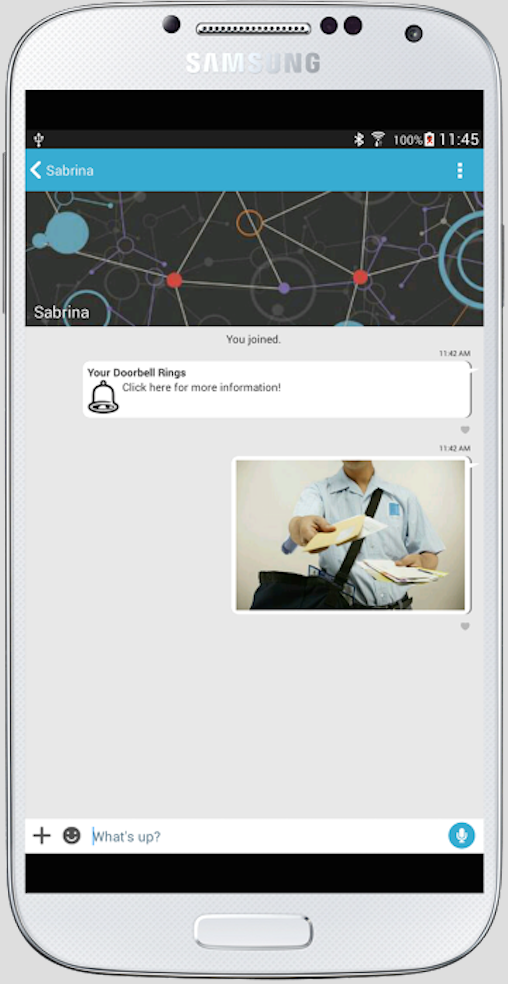 SAMSUNG
100% 11:45
Sabrina
Sabrina
You joined.
11:42 AM
Your Doorbell Rings
Click here for more information!
11:42 AM
What's up?